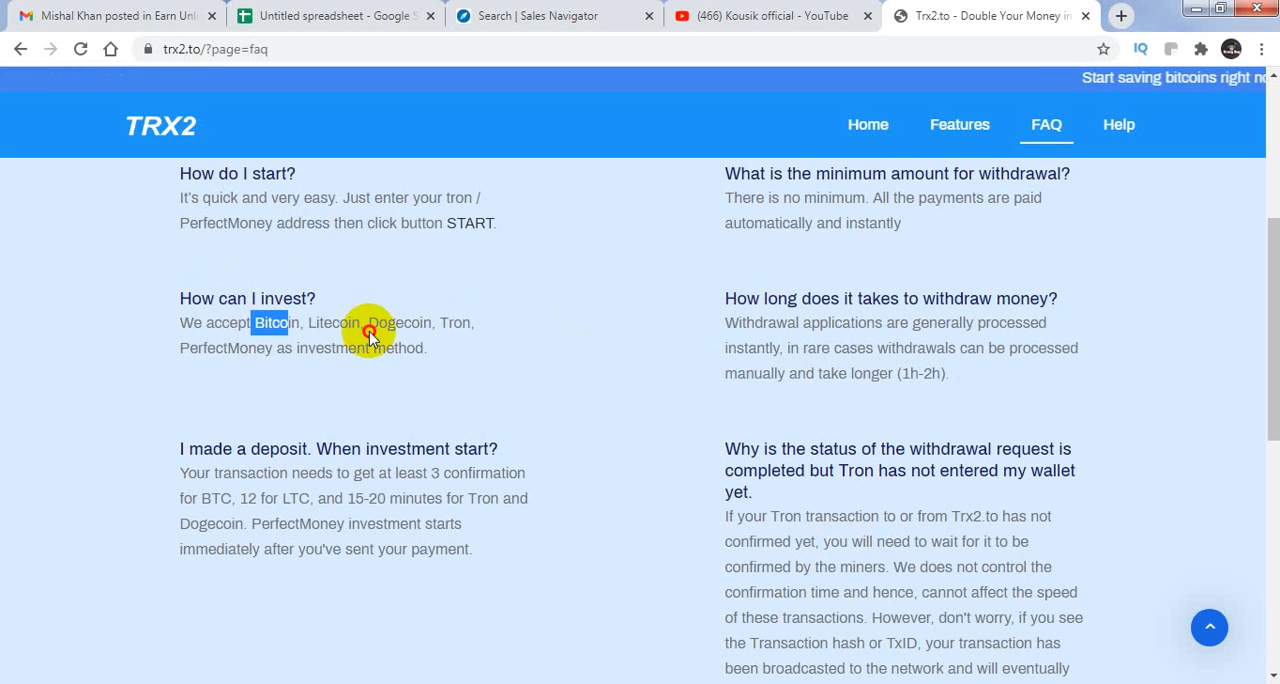 Mishal Khan posted in Earn Unl
Untitled spreadsheet - Google S
Search | Sales Navigator
(466) Kousik official - YouTube
Trx2.to - Double Your Money in
trx2.to/?page=faq
IQ
Start saving bitcoins right no
TRX2
Home
Features
FAQ
Help
How do I start?
It's quick and very easy. Just enter your tron /
PerfectMoney address then click button START.
How can I invest?
We accept Bitcoin, Litecoin, Dogecoin, Tron,
PerfectMoney as investment method.
I made a deposit. When investment start?
Your transaction needs to get at least 3 confirmation
for BTC, 12 for LTC, and 15-20 minutes for Tron and
Dogecoin. PerfectMoney investment starts
immediately after you've sent your payment.
What is the minimum amount for withdrawal?
There is no minimum. All the payments are paid
automatically and instantly
How long does it takes to withdraw money?
Withdrawal applications are generally processed
instantly, in rare cases withdrawals can be processed
manually and take longer (1h-2h).
Why is the status of the withdrawal request is
completed but Tron has not entered my wallet
yet.
If your Tron transaction to or from Trx2.to has not
confirmed yet, you will need to wait for it to be
confirmed by the miners. We does not control the
confirmation time and hence, cannot affect the speed
of these transactions. However, don't worry, if you see
the Transaction hash or TxID, your transaction has
been broadcasted to the network and will eventually